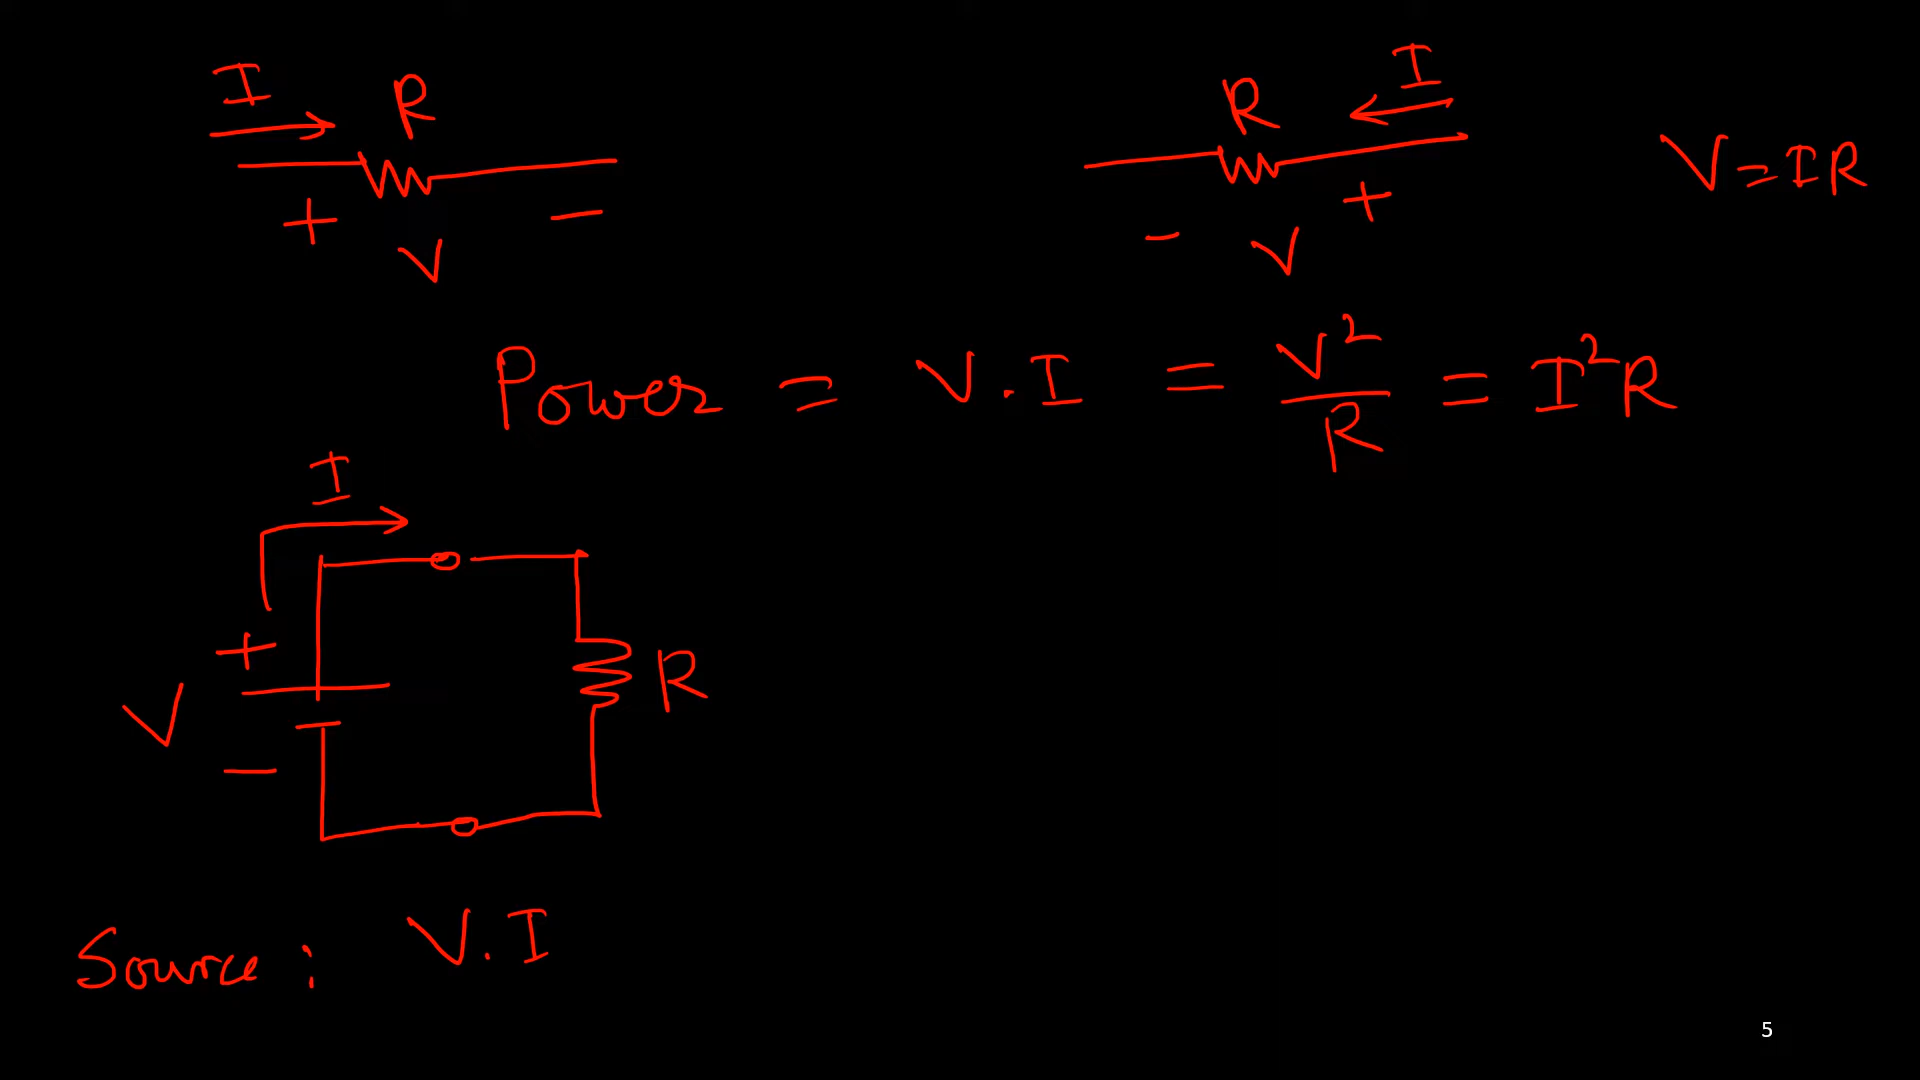 I R
+ V -
R I
- V +
V=IR
Power = V.I = V²/R = I²R
I
+
V R
-
Source: V.I
5